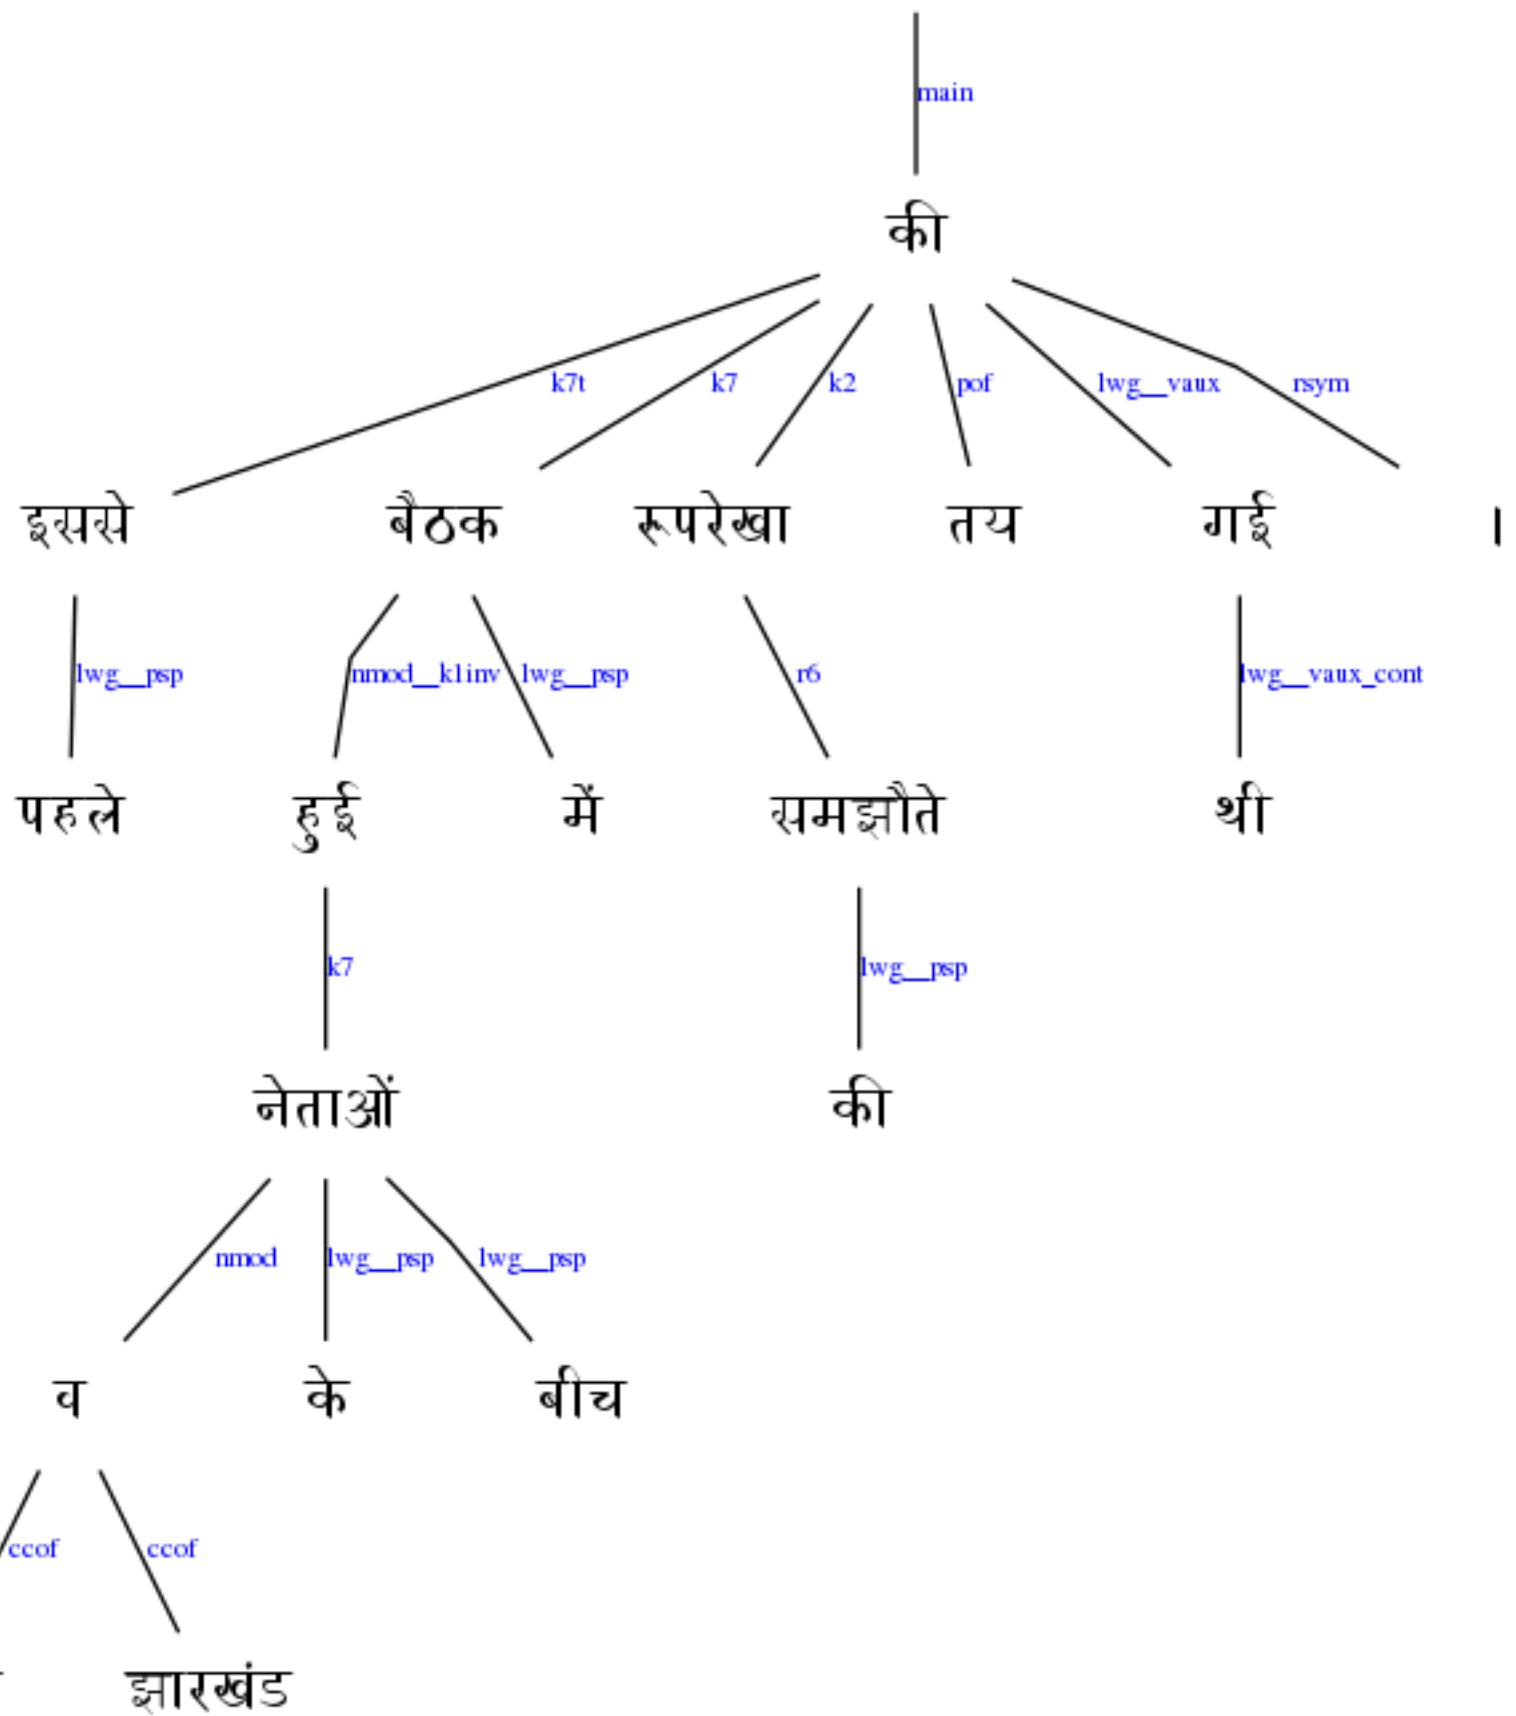 main
की
k7t k7 k2 pof lwg__vaux rsym
इससे बैठक रूपरेखा तय गई ।
lwg__psp nmod__k1inv lwg__psp r6 lwg__vaux_cont
पहले हुई में समझौते थी
k7 lwg__psp
नेताओं की
nmod lwg__psp lwg__psp
व के बीच
ccof ccof
झारखंड